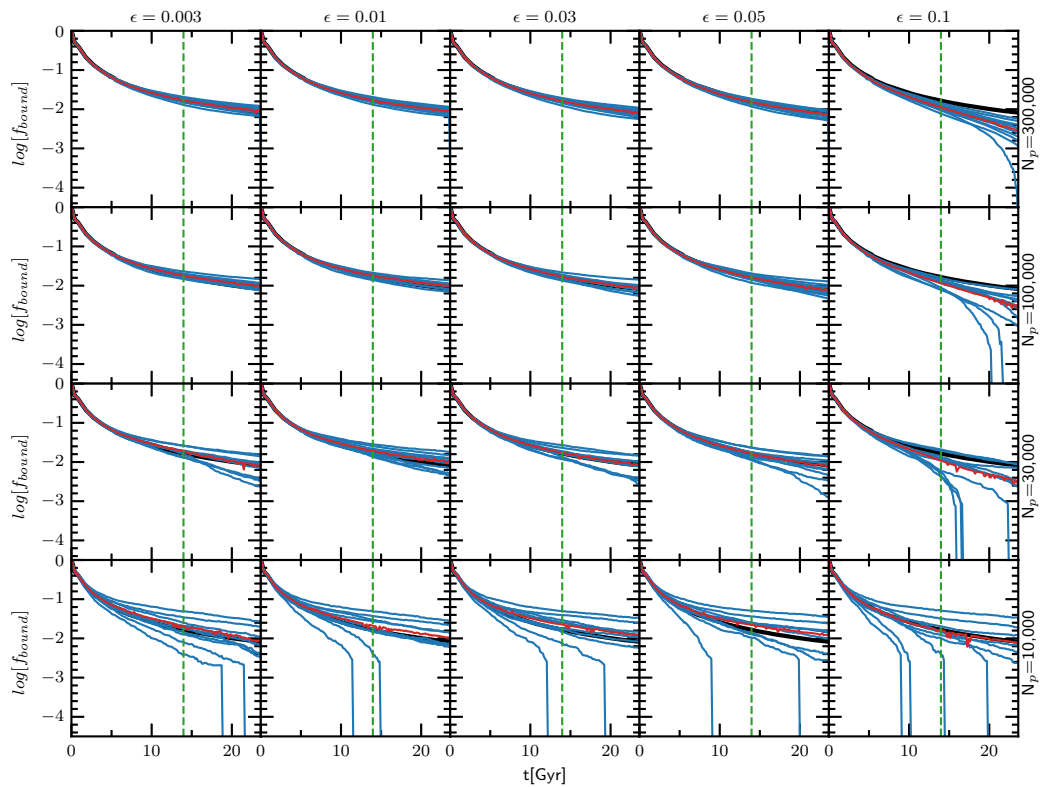 ϵ = 0.003 ϵ = 0.01 ϵ = 0.03 ϵ = 0.05 ϵ = 0.1
0
−1
−2
−3
−4
log[f_bound]
N_p=300,000
0
−1
−2
−3
−4
log[f_bound]
N_p=100,000
0
−1
−2
−3
−4
log[f_bound]
N_p=30,000
0
−1
−2
−3
−4
log[f_bound]
N_p=10,000
0 10 20 0 10 20 0 10 20 0 10 20 0 10 20
t[Gyr]